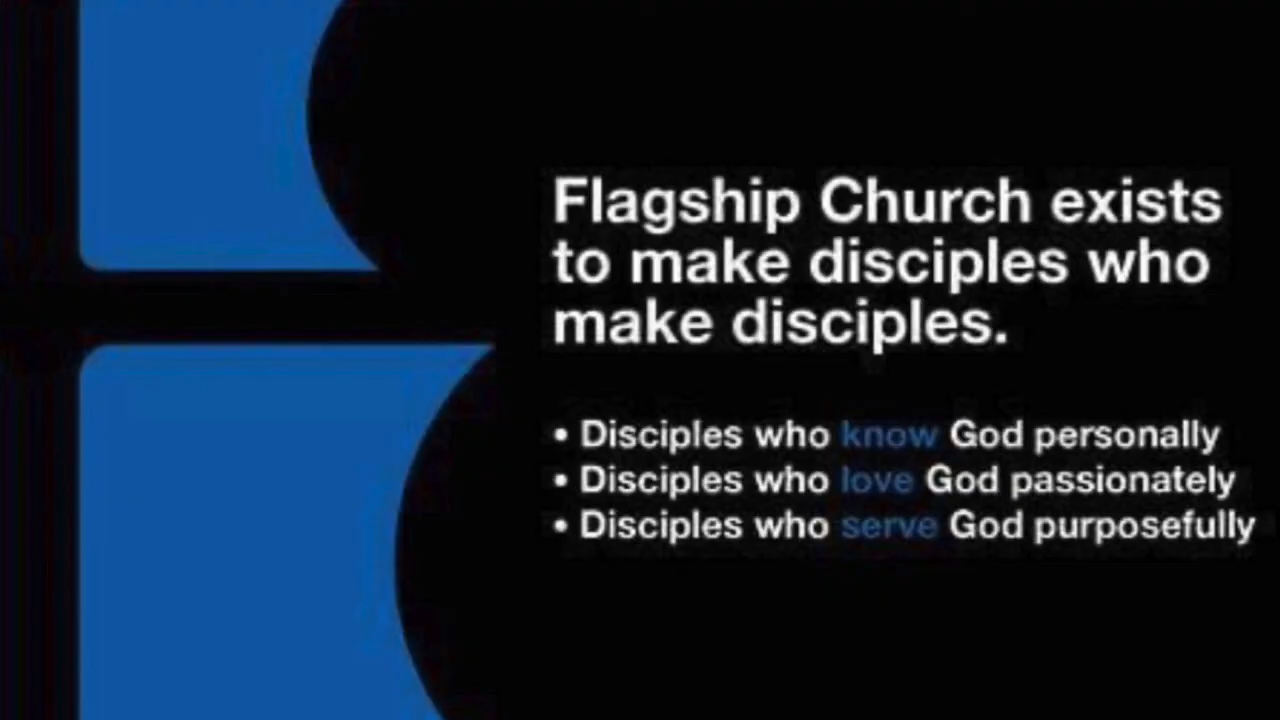 Flagship Church exists
to make disciples who
make disciples.
• Disciples who know God personally
• Disciples who love God passionately
• Disciples who serve God purposefully